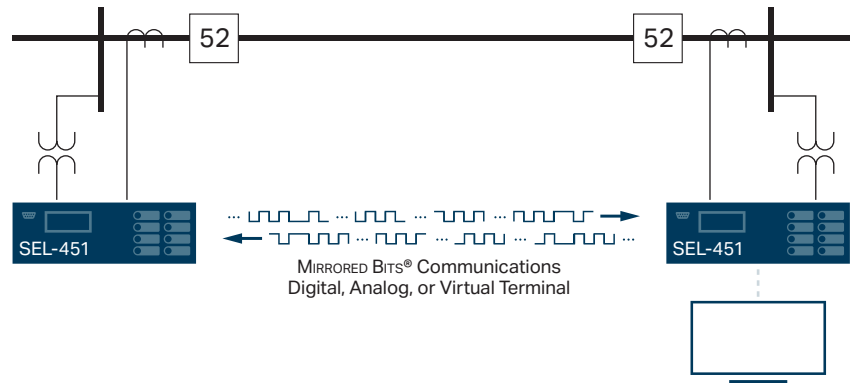 52
52
SEL-451
SEL-451
MIRRORED BITS® Communications
Digital, Analog, or Virtual Terminal